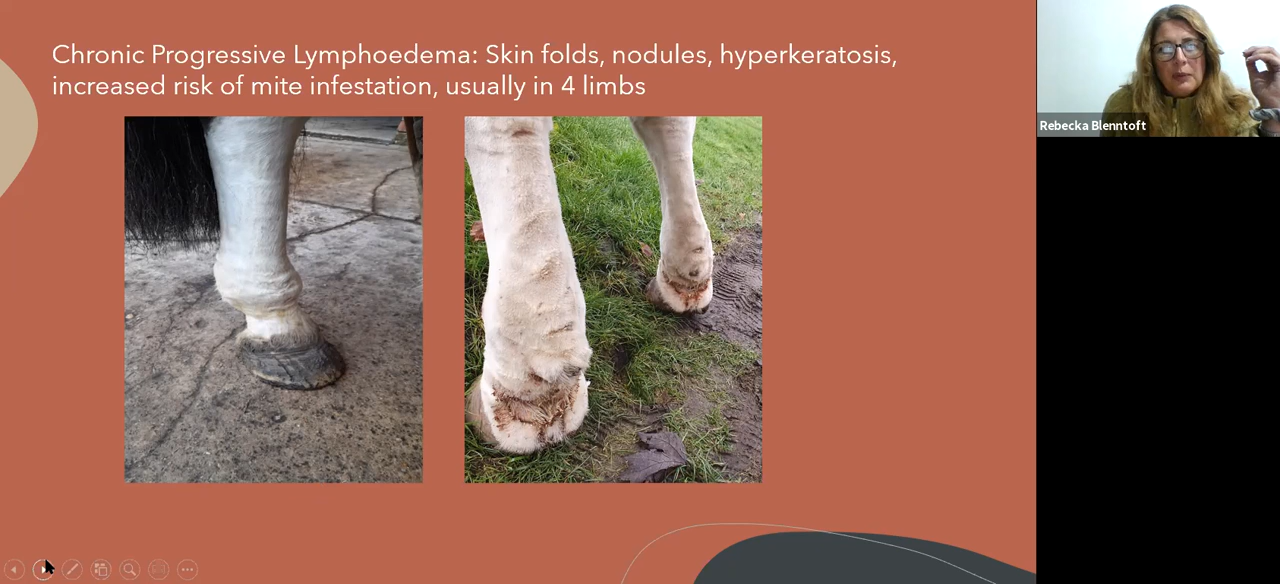 Chronic Progressive Lymphoedema: Skin folds, nodules, hyperkeratosis,
increased risk of mite infestation, usually in 4 limbs
Rebecka Blenntoft